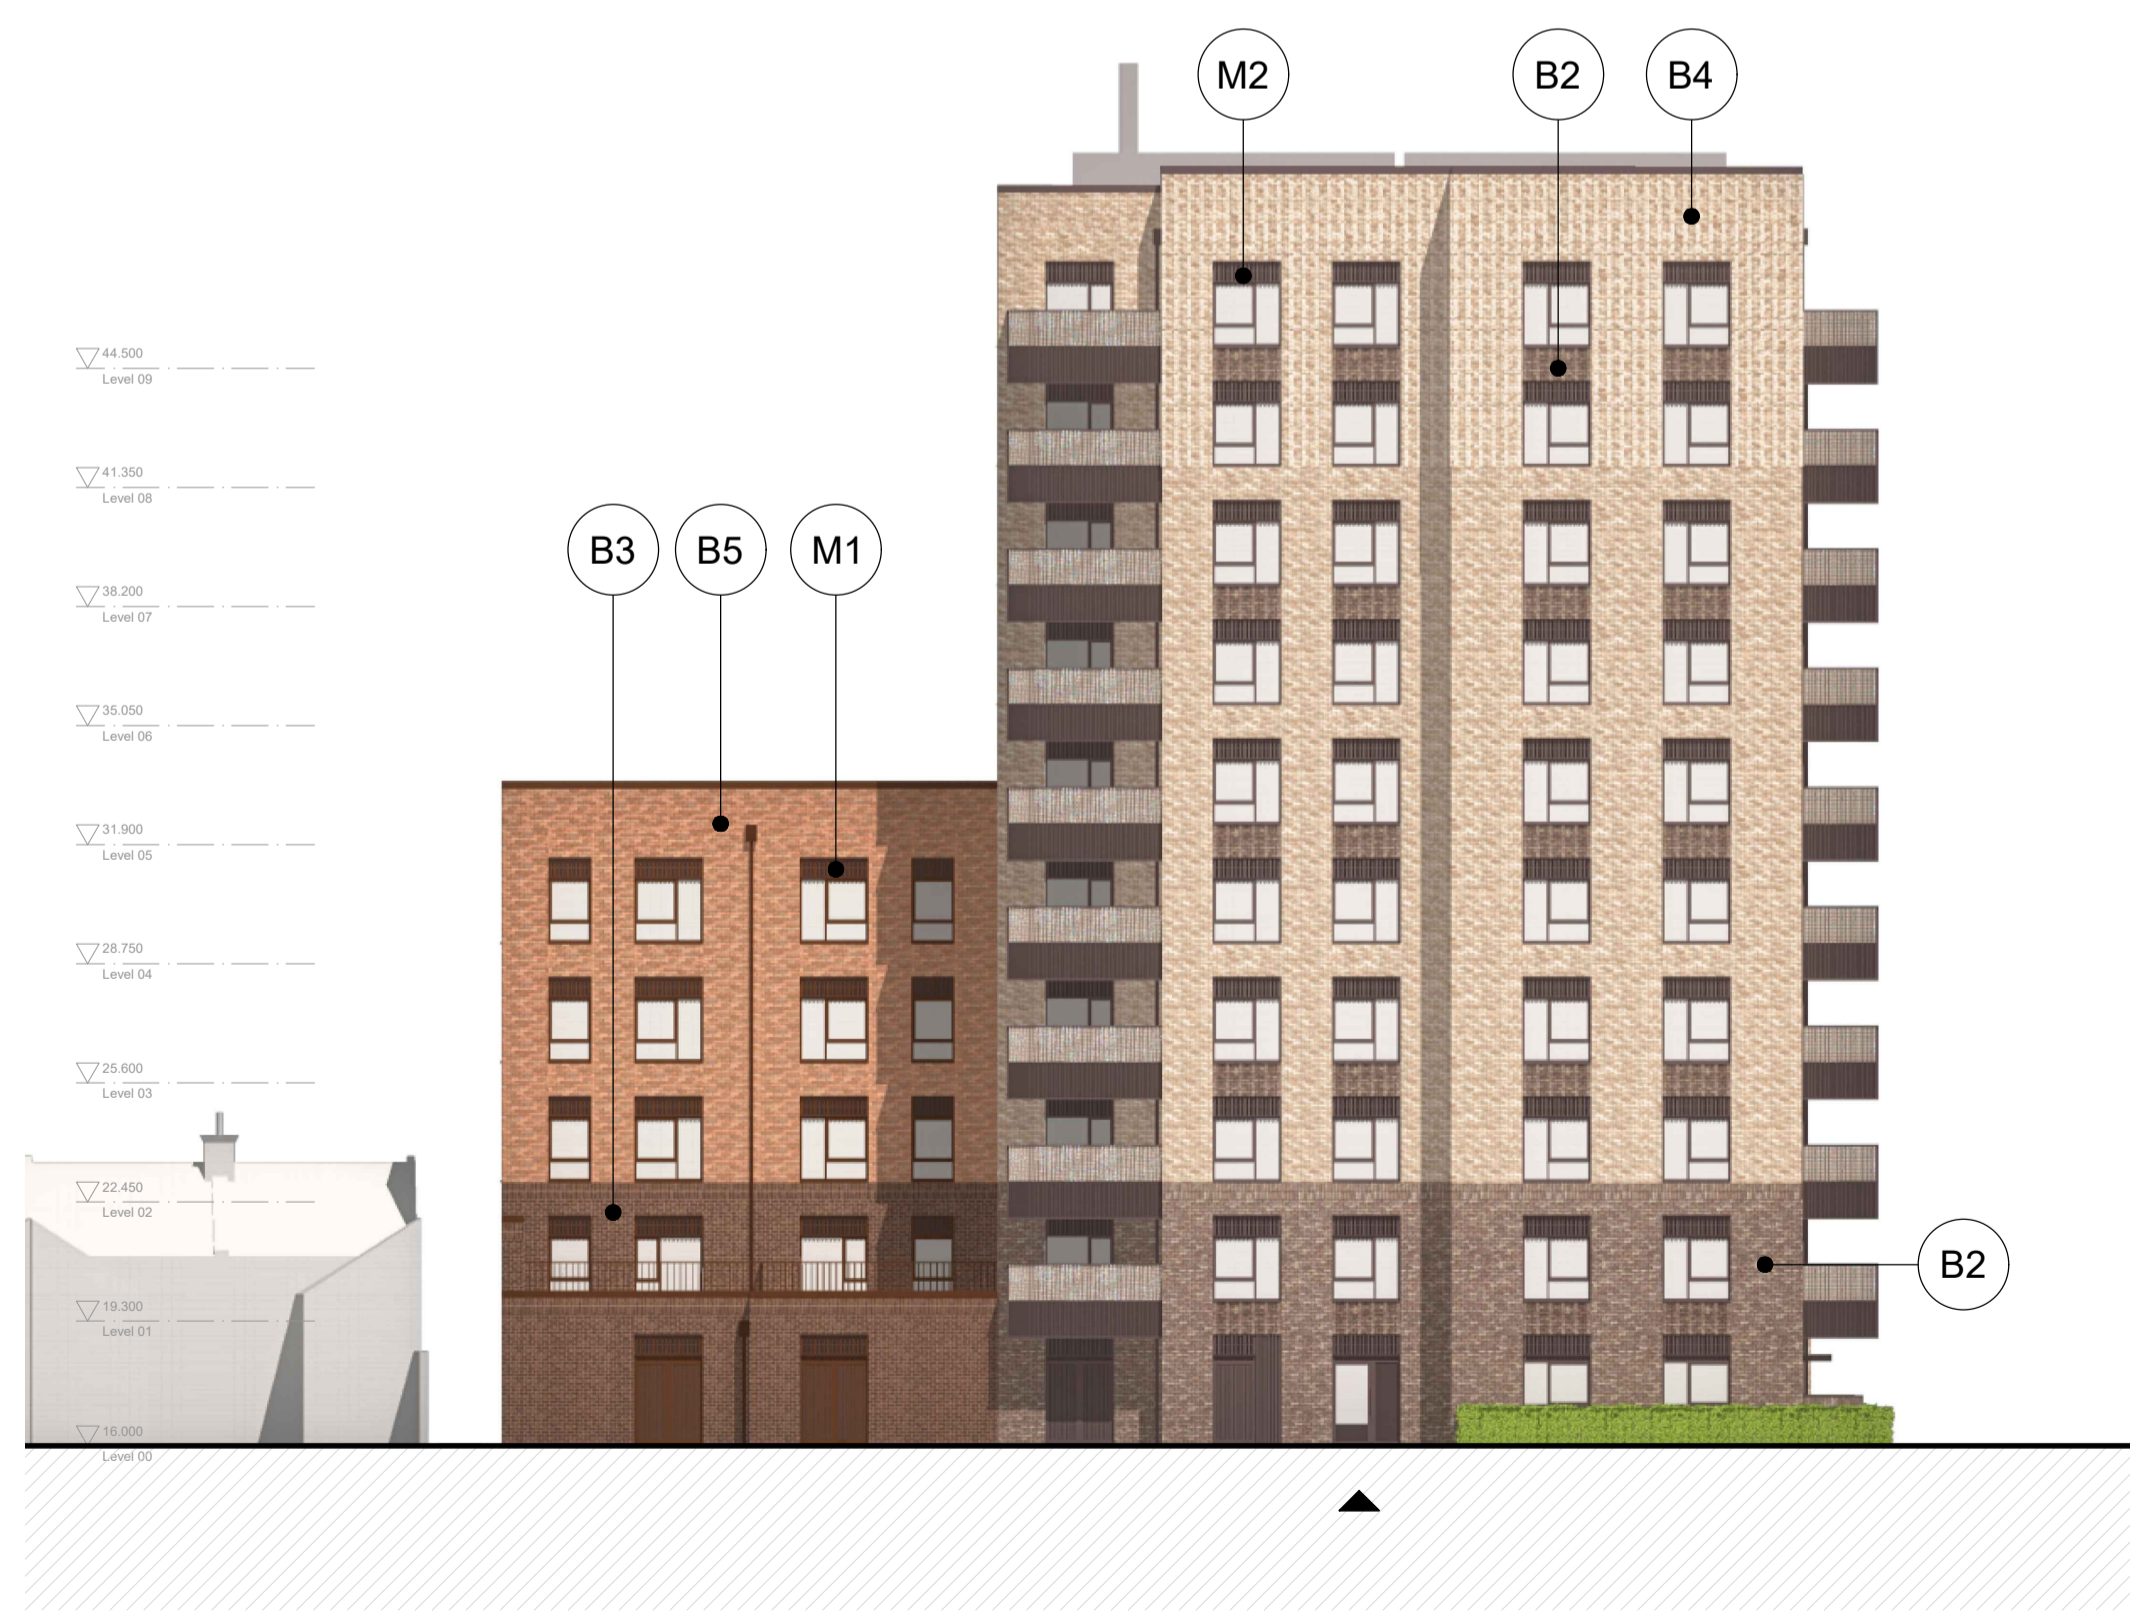 M2
B2
B4
44.500
Level 09
41.350
Level 08
B3
B5
M1
38.200
Level 07
35.050
Level 06
31.900
Level 05
28.750
Level 04
25.600
Level 03
22.450
Level 02
B2
19.300
Level 01
16.000
Level 00